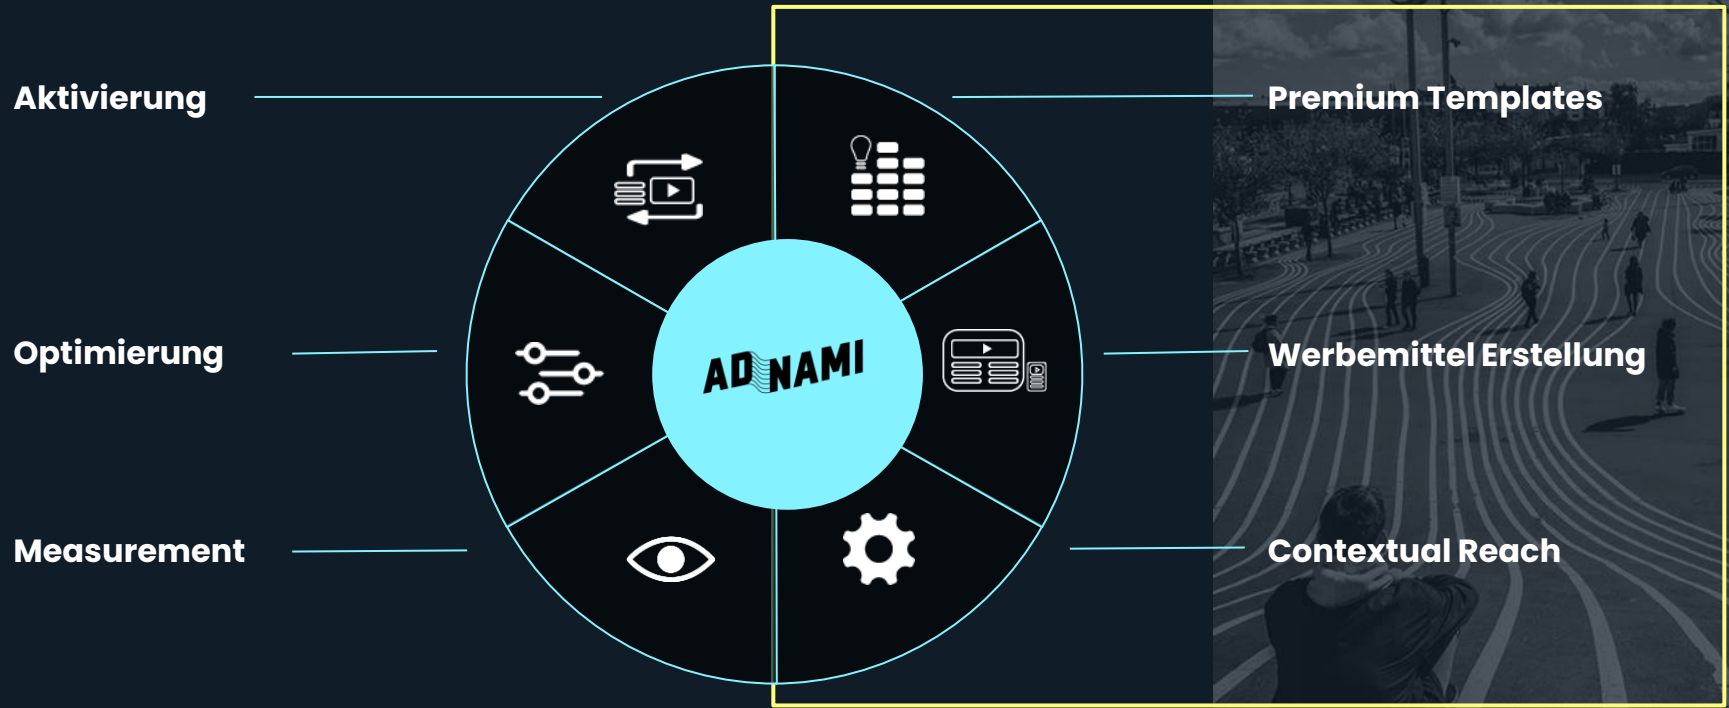 Aktivierung
Premium Templates
Optimierung
ADNAMI
Werbemittel Erstellung
Measurement
Contextual Reach